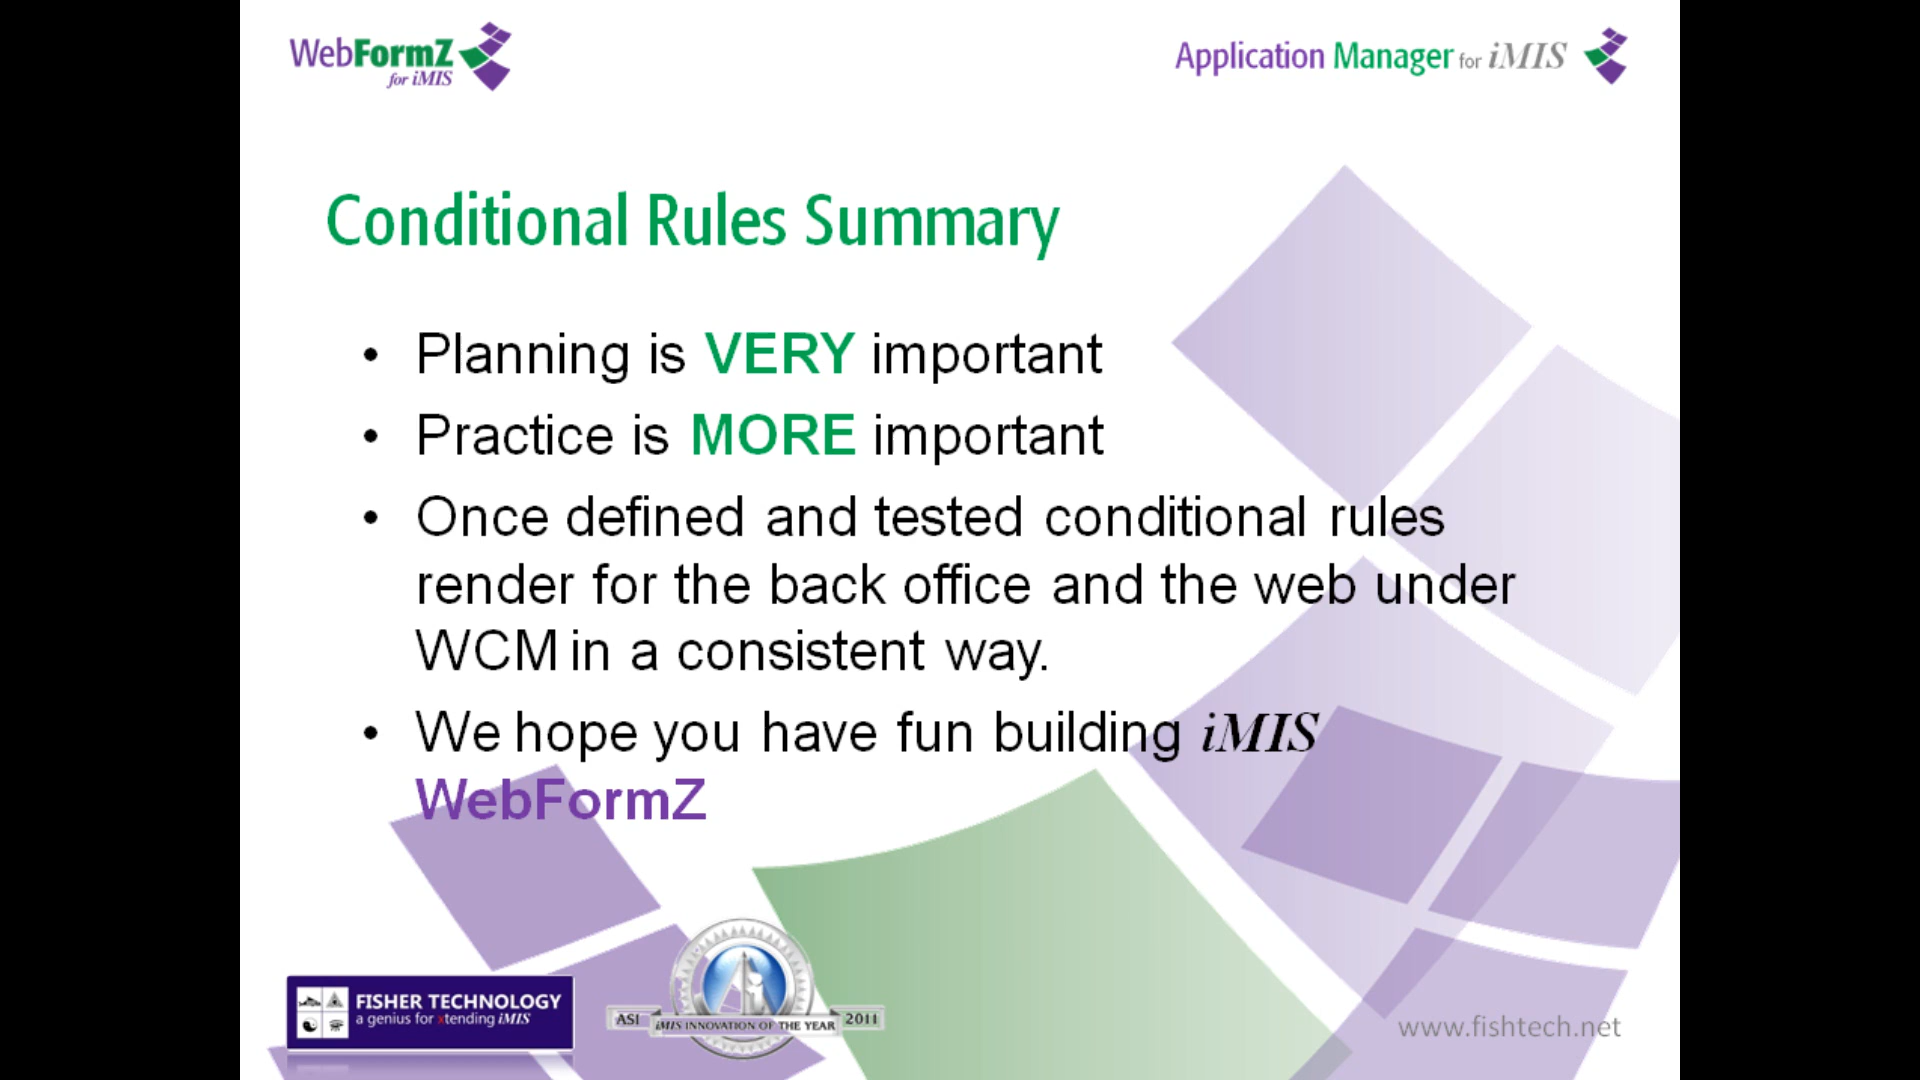 WebFormZ
for iMIS
Application Manager for iMIS
Conditional Rules Summary
• Planning is VERY important
• Practice is MORE important
• Once defined and tested conditional rules
render for the back office and the web under
WCM in a consistent way.
• We hope you have fun building iMIS
WebFormZ
FISHER TECHNOLOGY
a genius for xtending iMIS
ASI iMIS INNOVATION OF THE YEAR 2011
www.fishtech.net